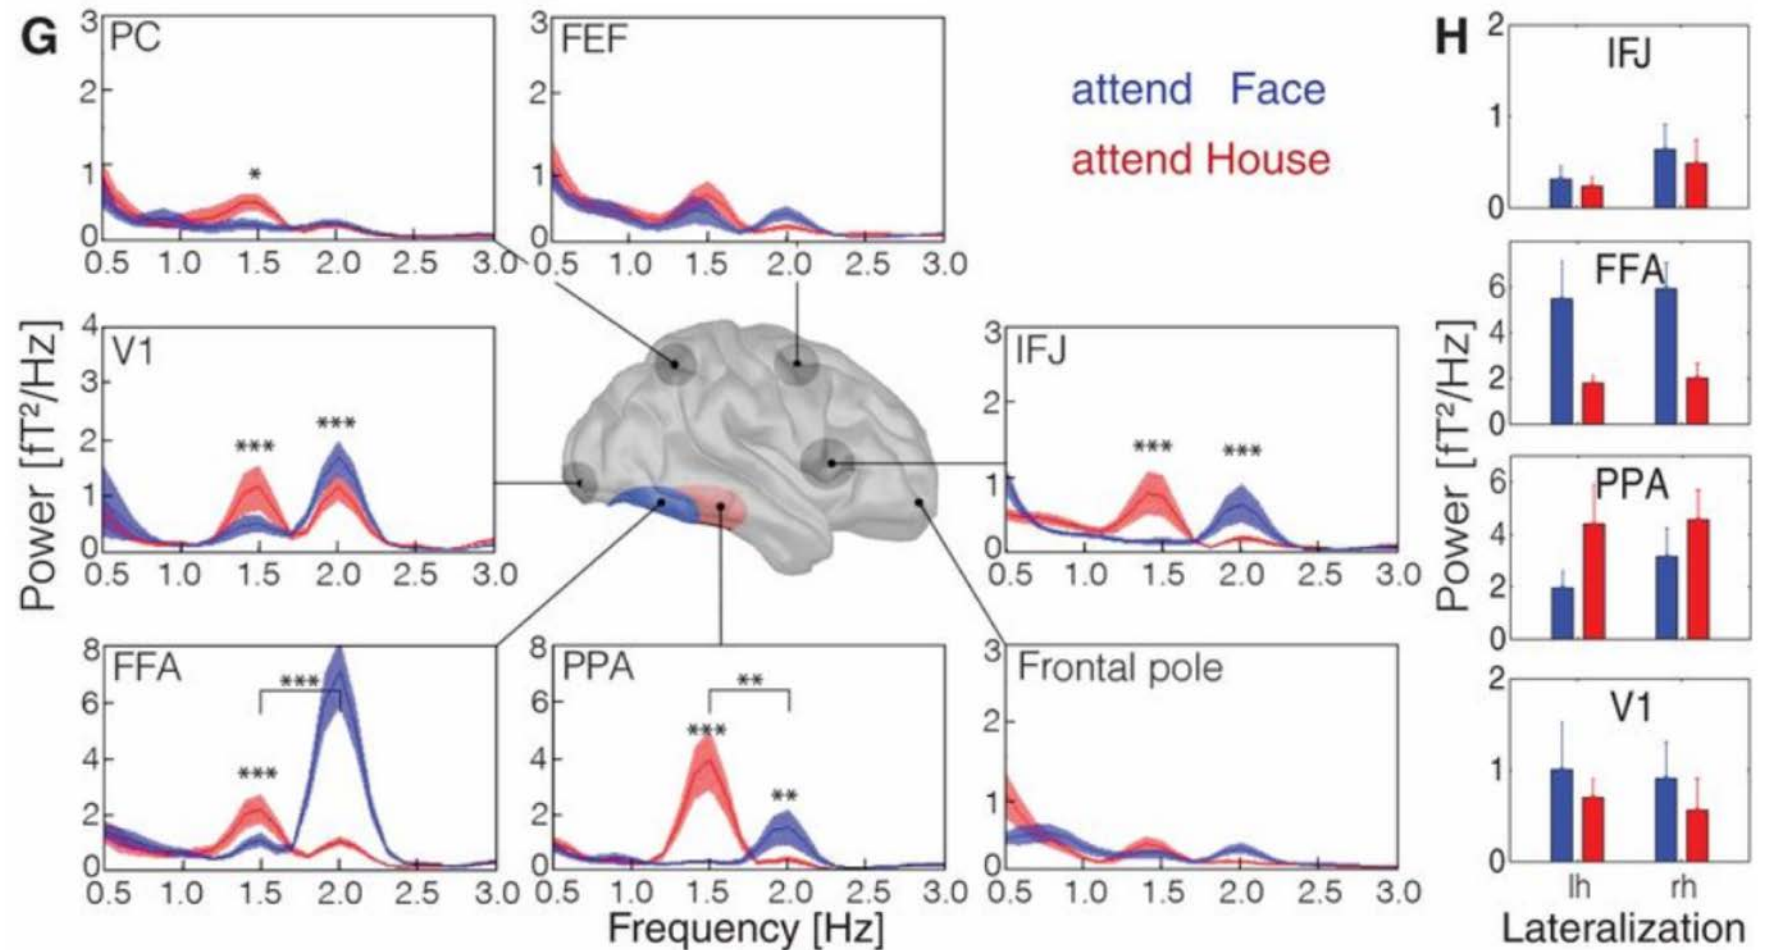 G
PC
3
2
1
0
*
0.5 1.0 1.5 2.0 2.5 3.0
FEF
3
2
1
0
0.5 1.0 1.5 2.0 2.5 3.0
attend Face
attend House
Power [fT²/Hz]
V1
4
3
2
1
0
*** ***
0.5 1.0 1.5 2.0 2.5 3.0
IFJ
3
2
1
0
*** ***
0.5 1.0 1.5 2.0 2.5 3.0
FFA
8
6
4
2
0
***
***
0.5 1.0 1.5 2.0 2.5 3.0
PPA
8
6
4
2
0
**
***
**
0.5 1.0 1.5 2.0 2.5 3.0
Frontal pole
3
2
1
0
0.5 1.0 1.5 2.0 2.5 3.0
Frequency [Hz]
H
IFJ
2
1
0
Power [fT²/Hz]
FFA
6
4
2
0
PPA
6
4
2
0
V1
2
1
0
lh rh
Lateralization